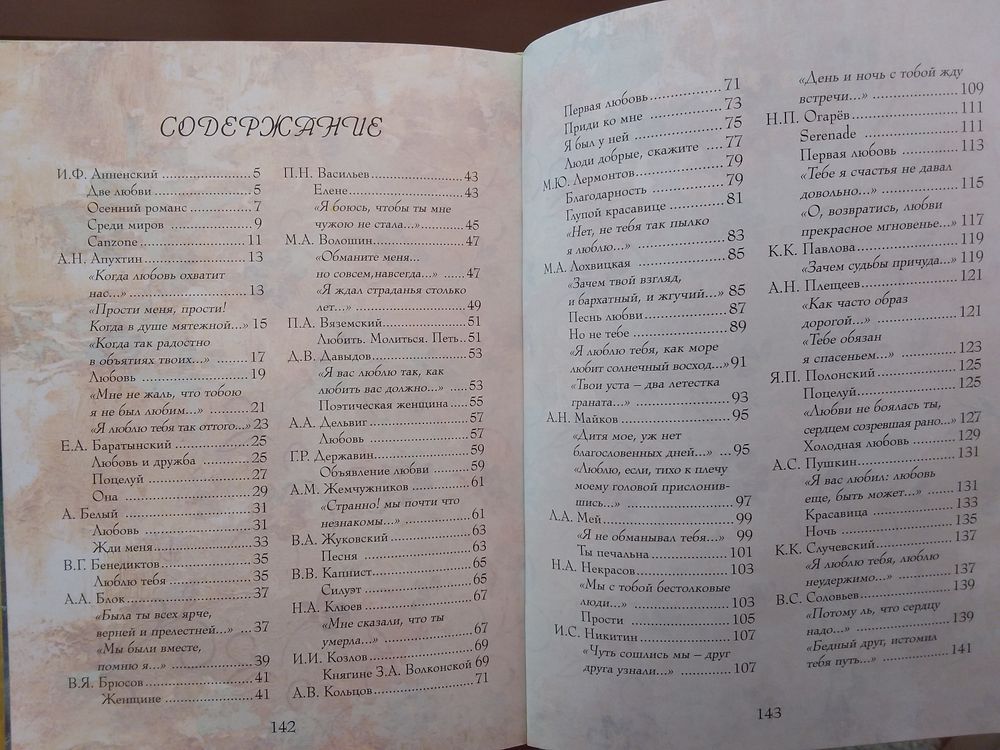 СОДЕРЖАНИЕ
И.Ф. Анненский ..................... 5
Две любви ........................... 5
Осенний романс ............... 7
Среди миров ..................... 9
Canzone ........................... 11
А.Н. Апухтин ........................ 13
«Когда любовь охватит
нас...» ............................. 13
«Прости меня, прости!
Когда в душе мятежной...» 15
«Когда так радостно
в объятиях твоих...» ....... 17
Любовь ........................... 19
«Мне не жаль, что тобою
я не был любим...» ......... 21
«Я люблю тебя так оттого...» 23
Е.А. Баратынский ................. 25
Любовь и дружба ............ 25
Поцелуй .......................... 27
Она ................................. 29
А. Белый .............................. 31
Любовь ........................... 31
Жди меня ........................ 33
В.Г. Бенедиктов ................... 35
Люблю тебя .................... 35
А.А. Блок ............................. 37
«Была ты всех ярче,
верней и прелестней...» ... 37
«Мы были вместе,
помню я...» ..................... 39
В.Я. Брюсов ......................... 41
Женщине ........................ 41
П.Н. Васильев ...................... 43
Елене .............................. 43
«Я боюсь, чтобы ты мне
чужою не стала...» .......... 45
М.А. Волошин ...................... 47
«Обманите меня...
но совсем,навсегда...» ..... 47
«Я ждал страданья столько
лет...» ............................. 49
П.А. Вяземский .................... 51
Любить. Молиться. Петь.. 51
Д.В. Давыдов ....................... 53
«Я вас люблю так, как
любить вас должно...» ..... 53
Поэтическая женщина ..... 55
А.А. Дельвиг ........................ 57
Любовь ........................... 57
Г.Р. Державин ...................... 59
Объявление любви .......... 59
А.М. Жемчужников .............. 61
«Странно! мы почти что
незнакомы...» .................. 61
В.А. Жуковский .................... 63
Песня .............................. 63
В.В. Капнист ........................ 65
Силуэт ............................. 65
Н.А. Клюев .......................... 67
«Мне сказали, что ты
умерла...» ....................... 67
И.И. Козлов ......................... 69
Княгине З.А. Волконской 69
А.В. Кольцов ........................ 71
142
Первая любовь ................ 71
Приди ко мне .................. 73
Я был у ней ..................... 75
Люди добрые, скажите .... 77
М.Ю. Лермонтов .................. 79
Благодарность ................. 79
Глупой красавице ............ 81
«Нет, не тебя так пылко
я люблю...» ...................... 83
М.А. Лохвицкая ................... 85
«Зачем твой взгляд,
и бархатный, и жгучий...» 85
Песнь любви .................... 87
Но не тебе ....................... 89
«Я люблю тебя, как море
любит солнечный восход...» 91
«Твои уста – два летестка
граната...» ....................... 93
А.Н. Майков ......................... 95
«Дитя мое, уж нет
благословенных дней...» ... 95
«Люблю, если, тихо к плечу
моему головой прислонив-
шись...» ........................... 97
Л.А. Мей .............................. 99
«Я не обманывал тебя...» 99
Ты печальна .................... 101
Н.А. Некрасов ...................... 103
«Мы с тобой бестолковые
люди...» ........................... 103
Прости ............................ 105
И.С. Никитин ....................... 107
«Чуть сошлись мы – друг
друга узнали...» ............... 107
«День и ночь с тобой жду
встречи...» ...................... 109
Н.П. Огарёв ......................... 111
Serenade .......................... 111
Первая любовь ................ 113
«Тебе я счастья не давал
довольно...» ..................... 115
«О, возвратись, любви
прекрасное мгновенье...» 117
К.К. Павлова ........................ 119
«Зачем судьбы причуда...» 119
А.Н. Плещеев ....................... 121
«Как часто образ
дорогой...» ....................... 121
«Тебе обязан
я спасеньем...» ................ 123
Я.П. Полонский .................... 125
Поцелуй .......................... 125
«Любви не боялась ты,
сердцем созревшая рано...» 127
Холодная любовь ............ 129
А.С. Пушкин ........................ 131
«Я вас любил: любовь
еще, быть может...» ........ 131
Красавица ....................... 133
Ночь ............................... 135
К.К. Случевский ................... 137
«Я люблю тебя, люблю
неудержимо...» ................ 137
В.С. Соловьев ...................... 139
«Потому ль, что сердцу
надо...» ............................ 139
«Бедный друг, истомил
тебя путь...» .................... 141
143